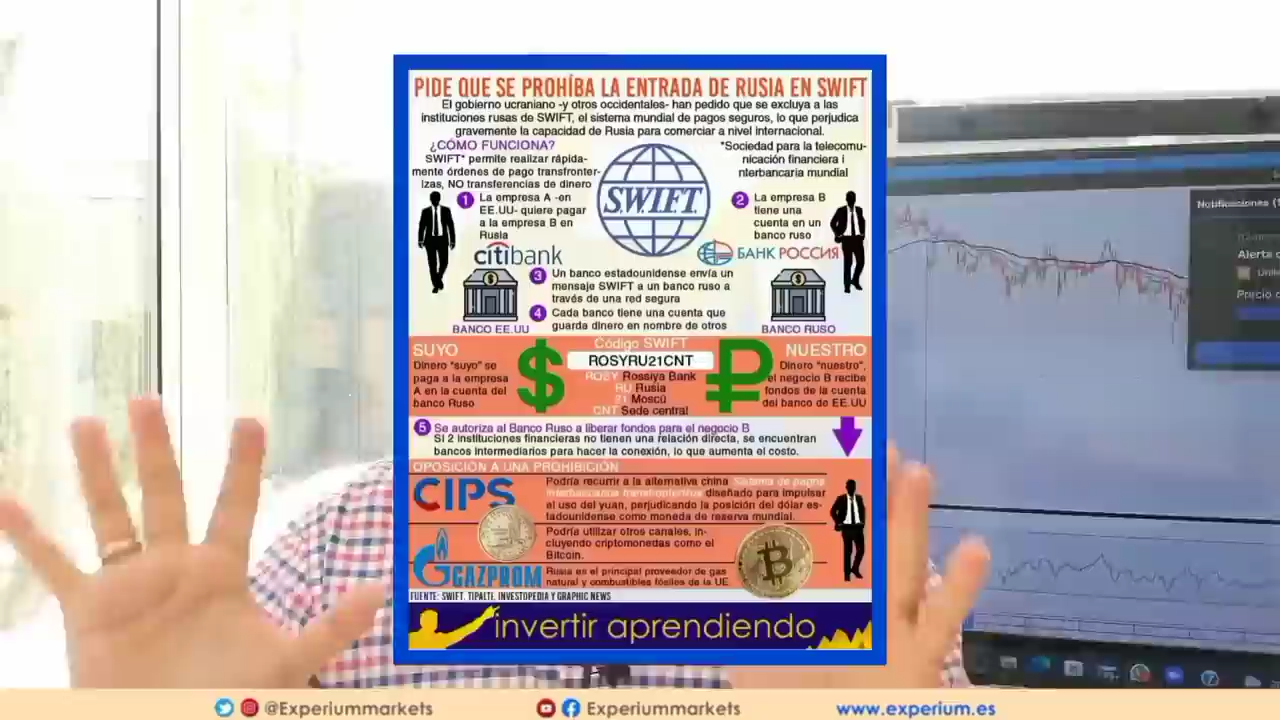 PIDE QUE SE PROHÍBA LA ENTRADA DE RUSIA EN SWIFT
El gobierno ucraniano -y otros occidentales- han pedido que se excluya a las
instituciones rusas de SWIFT, el sistema mundial de pagos seguros, lo que perjudica
gravemente la capacidad de Rusia para comerciar a nivel internacional.
¿CÓMO FUNCIONA?
SWIFT* permite realizar rápida-
mente órdenes de pago transfronter-
izas, NO transferencias de dinero
*Sociedad para la telecomu-
nicación financiera i
nterbancaria mundial
S.W.I.F.T.
1 La empresa A -en
EE.UU- quiere pagar
a la empresa B en
Rusia
2 La empresa B
tiene una
cuenta en un
banco ruso
citibank
БАНК РОССИЯ
3 Un banco estadounidense envía un
mensaje SWIFT a un banco ruso a
través de una red segura
4 Cada banco tiene una cuenta que
guarda dinero en nombre de otros
BANCO EE.UU
BANCO RUSO
SUYO
Dinero "suyo" se
paga a la empresa
A en la cuenta del
banco Ruso
$
Código SWIFT
ROSYRU21CNT
ROSY Rossiya Bank
RU Rusia
21 Moscú
CNT Sede central
₽
NUESTRO
Dinero "nuestro",
el negocio B recibe
fondos de la cuenta
del banco de EE.UU
5 Se autoriza al Banco Ruso a liberar fondos para el negocio B
Si 2 instituciones financieras no tienen una relación directa, se encuentran
bancos intermediarios para hacer la conexión, lo que aumenta el costo.
OPOSICIÓN A UNA PROHIBICIÓN
CIPS
Podría recurrir a la alternativa china Sistema de pagos
interbancarios transfronterizos diseñado para impulsar
el uso del yuan, perjudicando la posición del dólar es-
tadounidense como moneda de reserva mundial.
Podría utilizar otros canales, in-
cluyendo criptomonedas como el
Bitcoin.
GAZPROM
Rusia es el principal proveedor de gas
natural y combustibles fósiles de la UE
FUENTE: SWIFT, TIPALTI, INVESTOPEDIA Y GRAPHIC NEWS
invertir aprendiendo
Notificaciones
Alerta
Precio
@Experiummarkets
Experiummarkets
www.experium.es